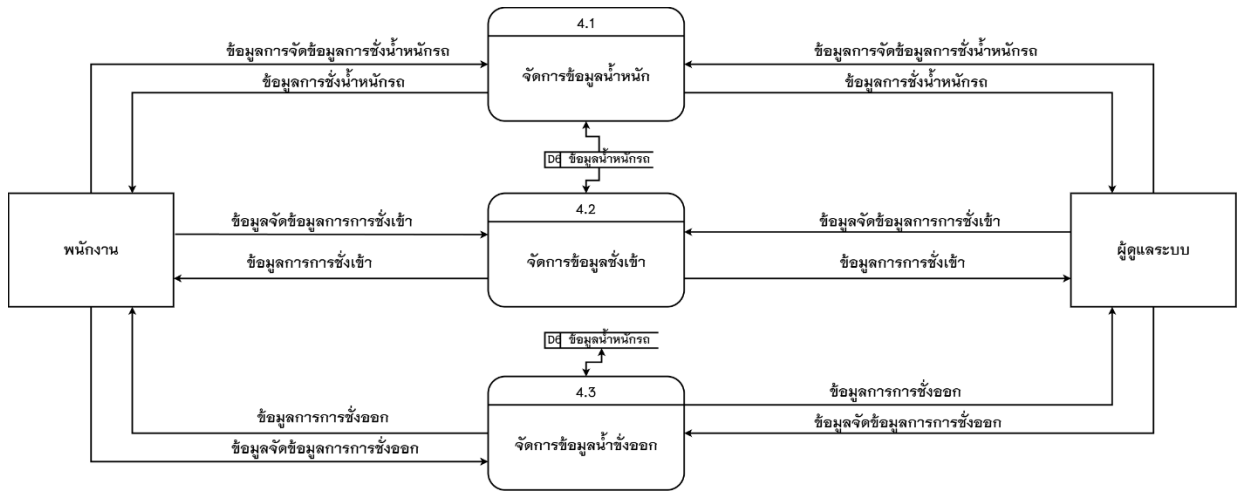 4.1
ข้อมูลการจัดข้อมูลการชั่งน้ำหนักรถ
ข้อมูลการจัดข้อมูลการชั่งน้ำหนักรถ
จัดการข้อมูลน้ำหนัก
ข้อมูลการชั่งน้ำหนักรถ
ข้อมูลการชั่งน้ำหนักรถ
D6 ข้อมูลน้ำหนักรถ
4.2
ข้อมูลจัดข้อมูลการการชั่งเข้า
ข้อมูลจัดข้อมูลการการชั่งเข้า
พนักงาน
จัดการข้อมูลชั่งเข้า
ผู้ดูแลระบบ
ข้อมูลการการชั่งเข้า
ข้อมูลการการชั่งเข้า
D6 ข้อมูลน้ำหนักรถ
4.3
ข้อมูลการการชั่งออก
ข้อมูลการการชั่งออก
ข้อมูลจัดข้อมูลการการชั่งออก
จัดการข้อมูลน้ำชั่งออก
ข้อมูลจัดข้อมูลการการชั่งออก